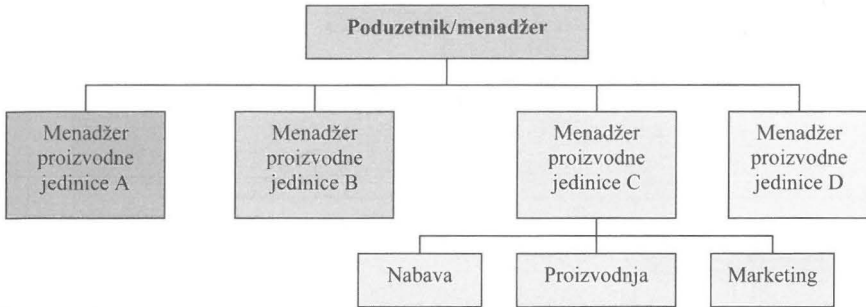 Poduzetnik/menadžer
Menadžer
proizvodne
jedinice A
Menadžer
proizvodne
jedinice B
Menadžer
proizvodne
jedinice C
Menadžer
proizvodne
jedinice D
Nabava
Proizvodnja
Marketing